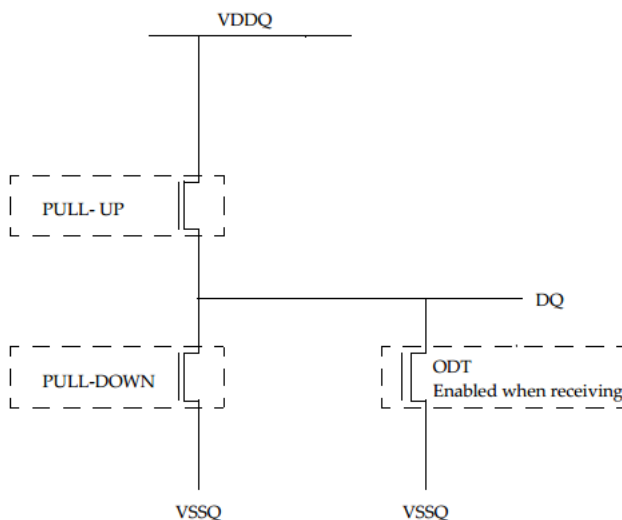 VDDQ
PULL- UP
DQ
PULL-DOWN
ODT
Enabled when receiving
VSSQ
VSSQ